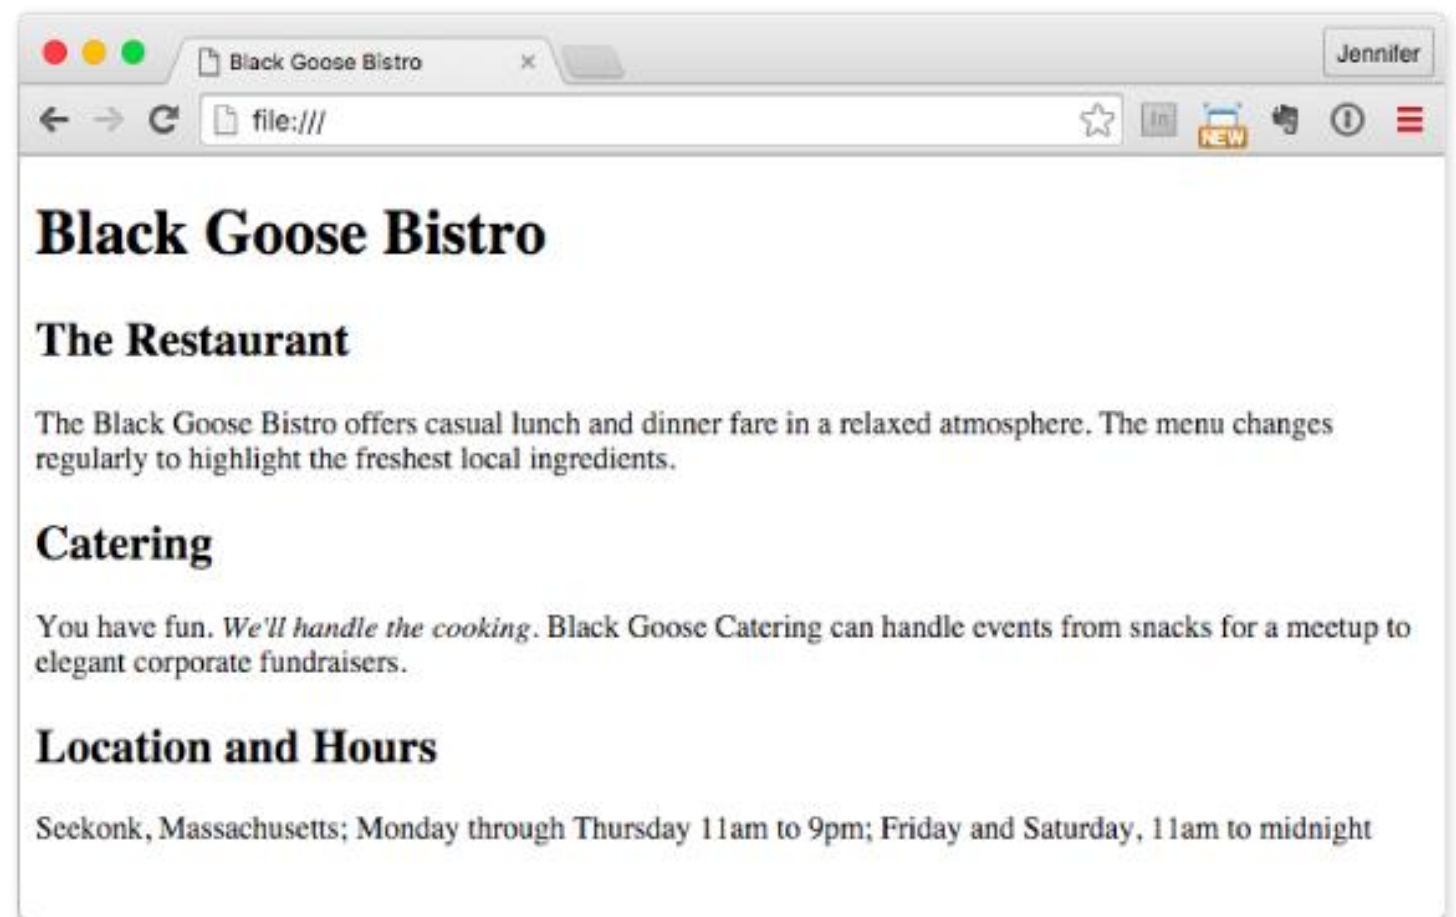 Black Goose Bistro
Jennifer
file:///
in
NEW
Black Goose Bistro
The Restaurant
The Black Goose Bistro offers casual lunch and dinner fare in a relaxed atmosphere. The menu changes
regularly to highlight the freshest local ingredients.
Catering
You have fun. We'll handle the cooking. Black Goose Catering can handle events from snacks for a meetup to
elegant corporate fundraisers.
Location and Hours
Seekonk, Massachusetts; Monday through Thursday 11am to 9pm; Friday and Saturday, 11am to midnight